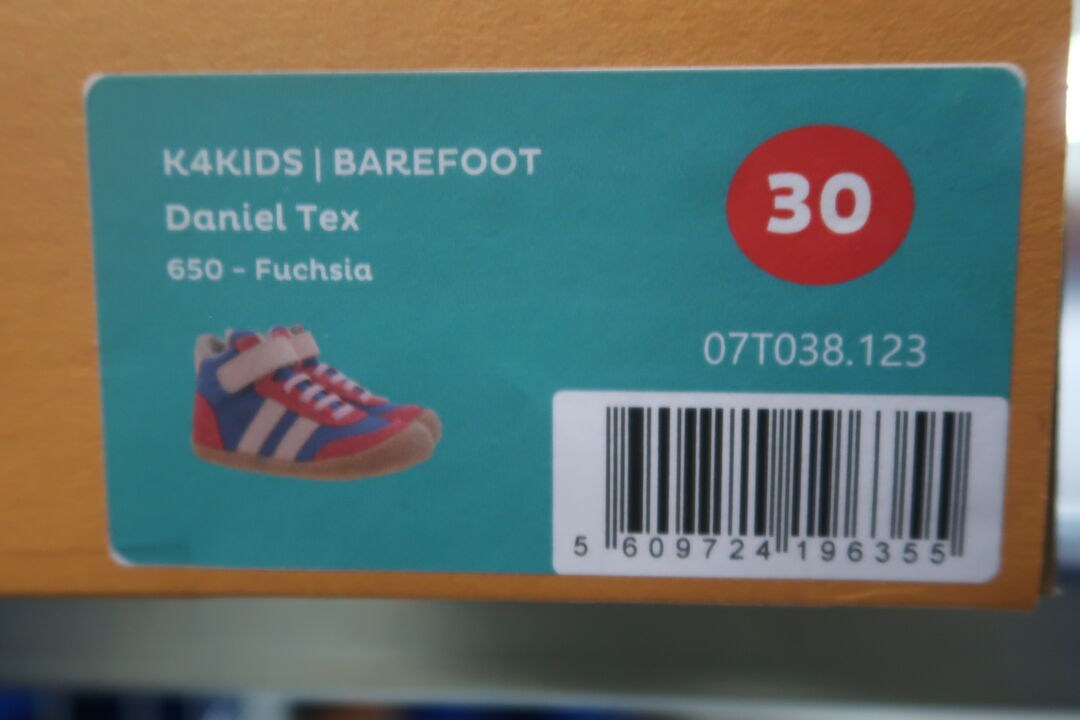 K4KIDS | BAREFOOT
Daniel Tex
650 - Fuchsia
30
07T038.123
5 609724 196355